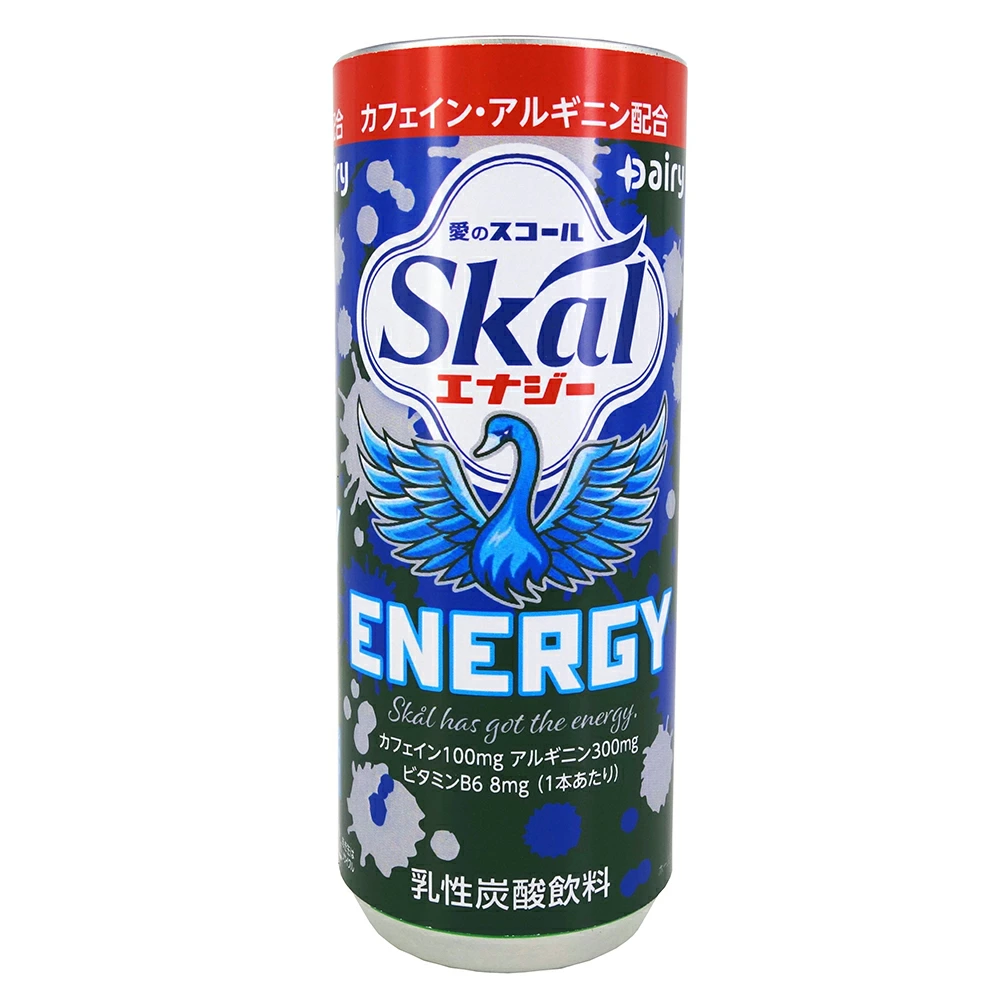 カフェイン・アルギニン配合
Dairy
愛のスコール
Skål
エナジー
ENERGY
Skål has got the energy.
カフェイン100mg アルギニン300mg
ビタミンB6 8mg (1本あたり)
乳性炭酸飲料